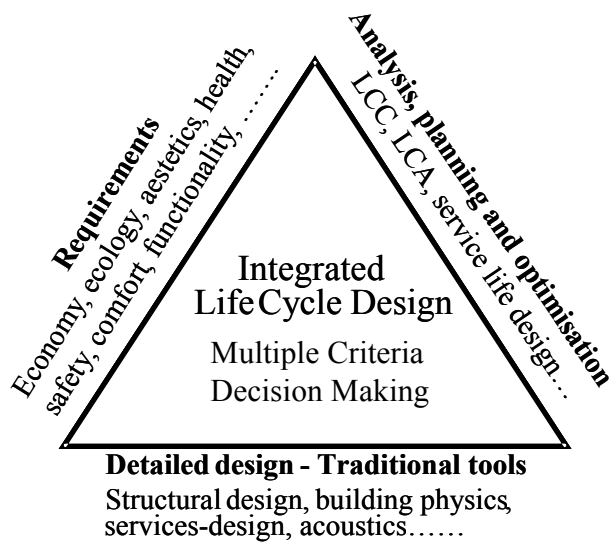 Requirements
Economy, ecology, aestetics, health,
safety, comfort, functionality, ........
Analysis, planning and optimisation
LCC, LCA, service life design...
Integrated
Life Cycle Design
Multiple Criteria
Decision Making
Detailed design - Traditional tools
Structural design, building physics,
services-design, acoustics......